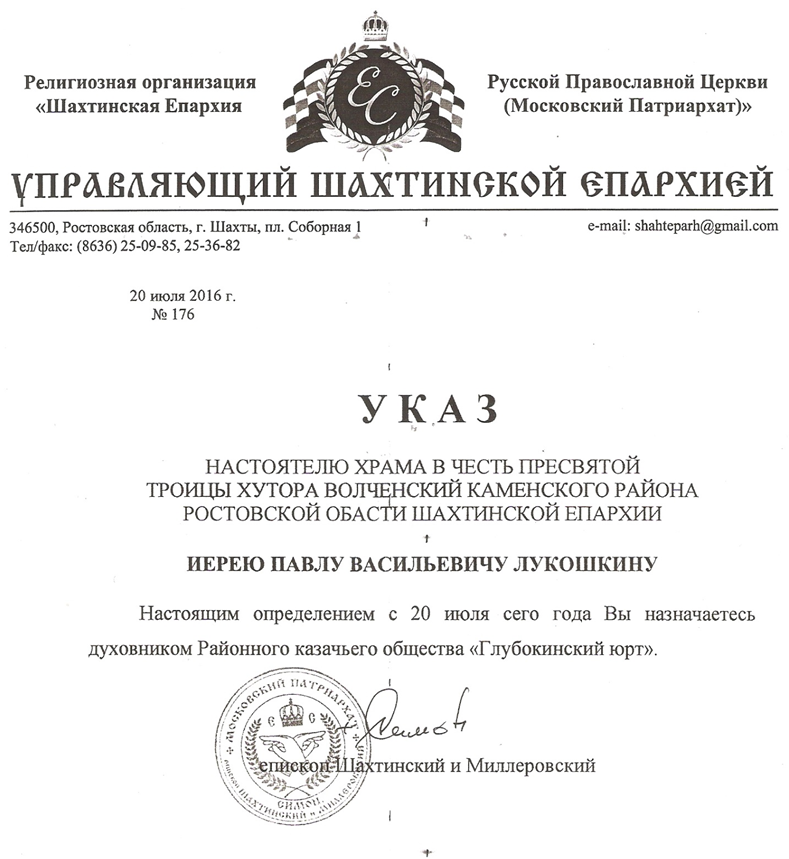 Религиозная организация
«Шахтинская Епархия
ЕС
Русской Православной Церкви
(Московский Патриархат)»
УПРАВЛЯЮЩИЙ ШАХТИНСКОЙ ЕПАРХИЕЙ
346500, Ростовская область, г. Шахты, пл. Соборная 1
e-mail: shahteparh@gmail.com
Тел/факс: (8636) 25-09-85, 25-36-82
20 июля 2016 г.
№ 176
УКАЗ
НАСТОЯТЕЛЮ ХРАМА В ЧЕСТЬ ПРЕСВЯТОЙ
ТРОИЦЫ ХУТОРА ВОЛЧЕНСКИЙ КАМЕНСКОГО РАЙОНА
РОСТОВСКОЙ ОБАСТИ ШАХТИНСКОЙ ЕПАРХИИ
ИЕРЕЮ ПАВЛУ ВАСИЛЬЕВИЧУ ЛУКОШКИНУ
Настоящим определением с 20 июля сего года Вы назначаетесь
духовником Районного казачьего общества «Глубокинский юрт».
МОСКОВСКИЙ ПАТРИАРХАТ
Е С
СИМОН
епископ ШАХТИНСКИЙ и МИЛЛЕРОВСКИЙ
+ Симон
епископ Шахтинский и Миллеровский